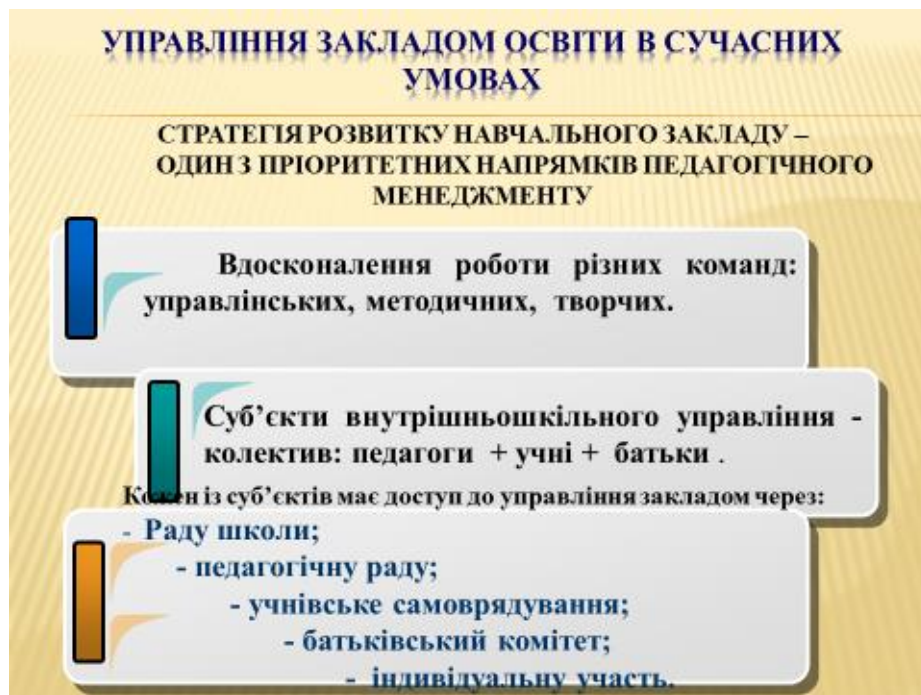 УПРАВЛІННЯ ЗАКЛАДОМ ОСВІТИ В СУЧАСНИХ
УМОВАХ
СТРАТЕГІЯ РОЗВИТКУ НАВЧАЛЬНОГО ЗАКЛАДУ –
ОДИН З ПРІОРИТЕТНИХ НАПРЯМКІВ ПЕДАГОГІЧНОГО
МЕНЕДЖМЕНТУ
Вдосконалення роботи різних команд:
управлінських, методичних, творчих.
Суб’єкти внутрішньошкільного управління -
колектив: педагоги + учні + батьки .
Кожен із суб’єктів має доступ до управління закладом через:
- Раду школи;
- педагогічну раду;
- учнівське самоврядування;
- батьківський комітет;
- індивідуальну участь.